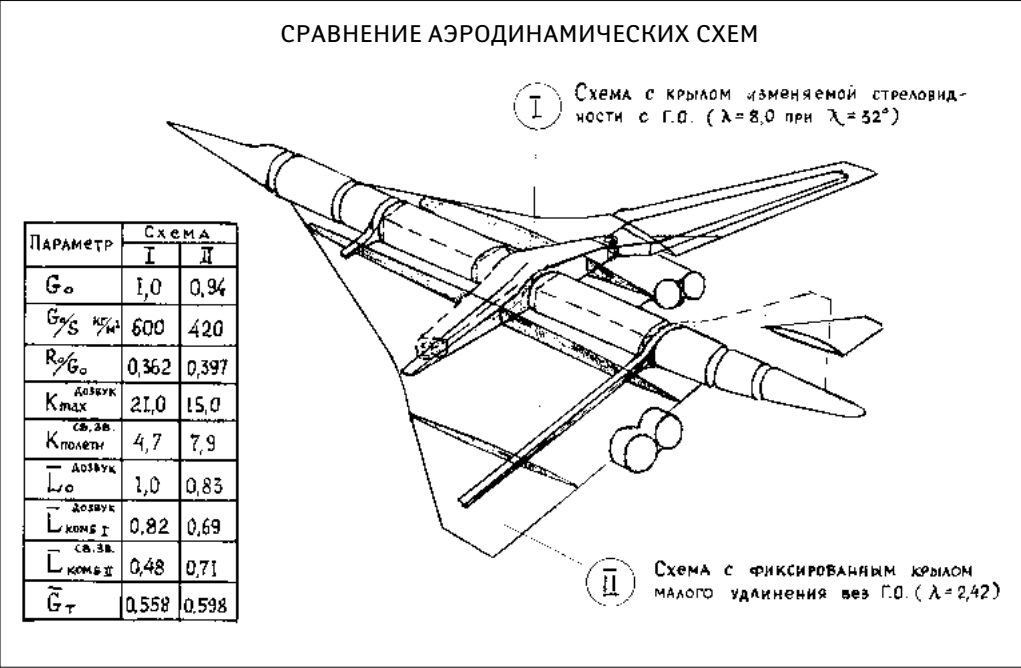 СРАВНЕНИЕ АЭРОДИНАМИЧЕСКИХ СХЕМ
I
Схема с крылом изменяемой стреловид-
ности с Г.О. (λ=8,0 при χ=32°)
Параметр Схема
I II
G₀ 1,0 0,94
G₀/S кг/м² 600 420
R₀/G₀ 0,362 0,397
Kmax дозвук 21,0 15,0
Kполетн св.зв. 4,7 7,9
L̅₀ дозвук 1,0 0,83
L̅комб I дозвук 0,82 0,69
L̅комб II св.зв. 0,48 0,71
G̅т 0,558 0,598
II
Схема с фиксированным крылом
малого удлинения без Г.О. (λ=2,42)